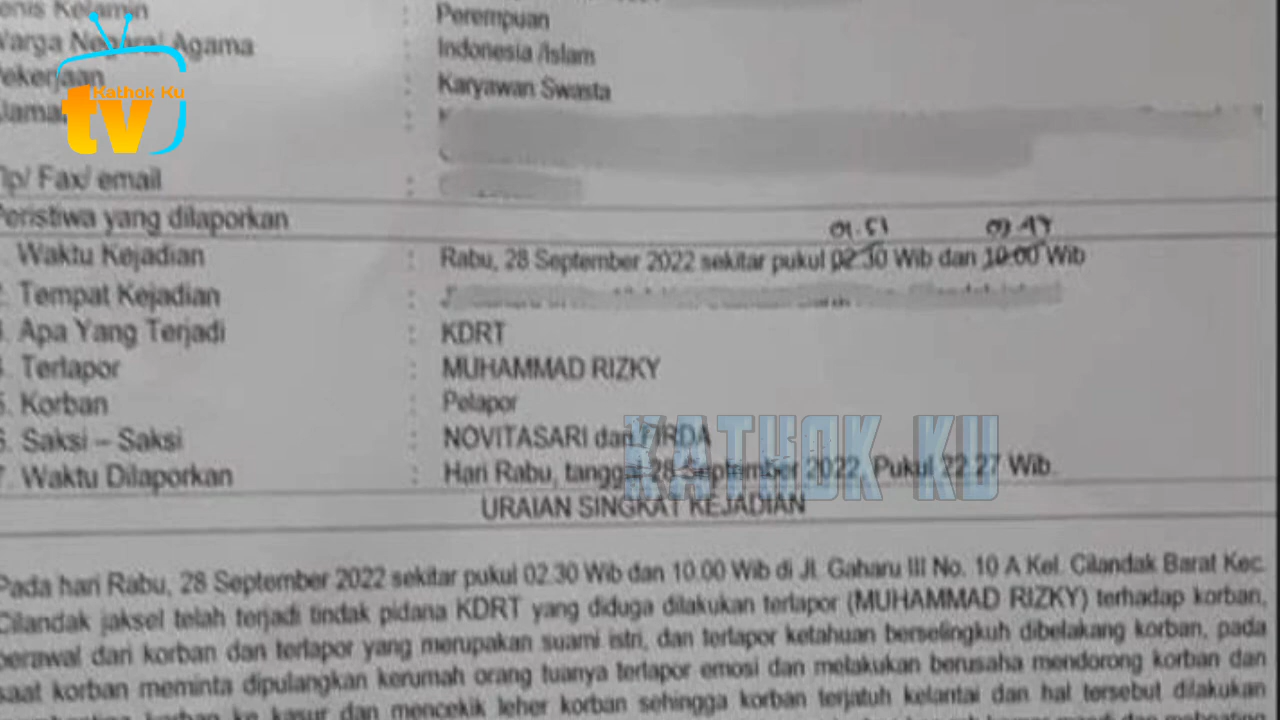 enis Kelamin : Perempuan
Warga Negara/ Agama : Indonesia /Islam
Pekerjaan : Karyawan Swasta
Alamat :
Kathok Ku
tv
Tlp/ Fax/ email :
Peristiwa yang dilaporkan
01.51
. Waktu Kejadian : Rabu, 28 September 2022 sekitar pukul 02.30 Wib dan 10.00 Wib
2. Tempat Kejadian :
3. Apa Yang Terjadi : KDRT
4. Terlapor : MUHAMMAD RIZKY
5. Korban : Pelapor
6. Saksi – Saksi : NOVITASARI dan FIRDA
KATHOK KU
7. Waktu Dilaporkan : Hari Rabu, tanggal 28 September 2022, Pukul 22.27 Wib.
URAIAN SINGKAT KEJADIAN
Pada hari Rabu, 28 September 2022 sekitar pukul 02.30 Wib dan 10.00 Wib di Jl. Gaharu III No. 10 A Kel. Cilandak Barat Kec.
Cilandak jaksel telah terjadi tindak pidana KDRT yang diduga dilakukan terlapor (MUHAMMAD RIZKY) terhadap korban,
berawal dari korban dan terlapor yang merupakan suami istri, dan terlapor ketahuan berselingkuh dibelakang korban, pada
saat korban meminta dipulangkan kerumah orang tuanya terlapor emosi dan melakukan berusaha mendorong korban dan
korban ke kasur dan mencekik leher korban sehingga korban terjatuh kelantai dan hal tersebut dilakukan